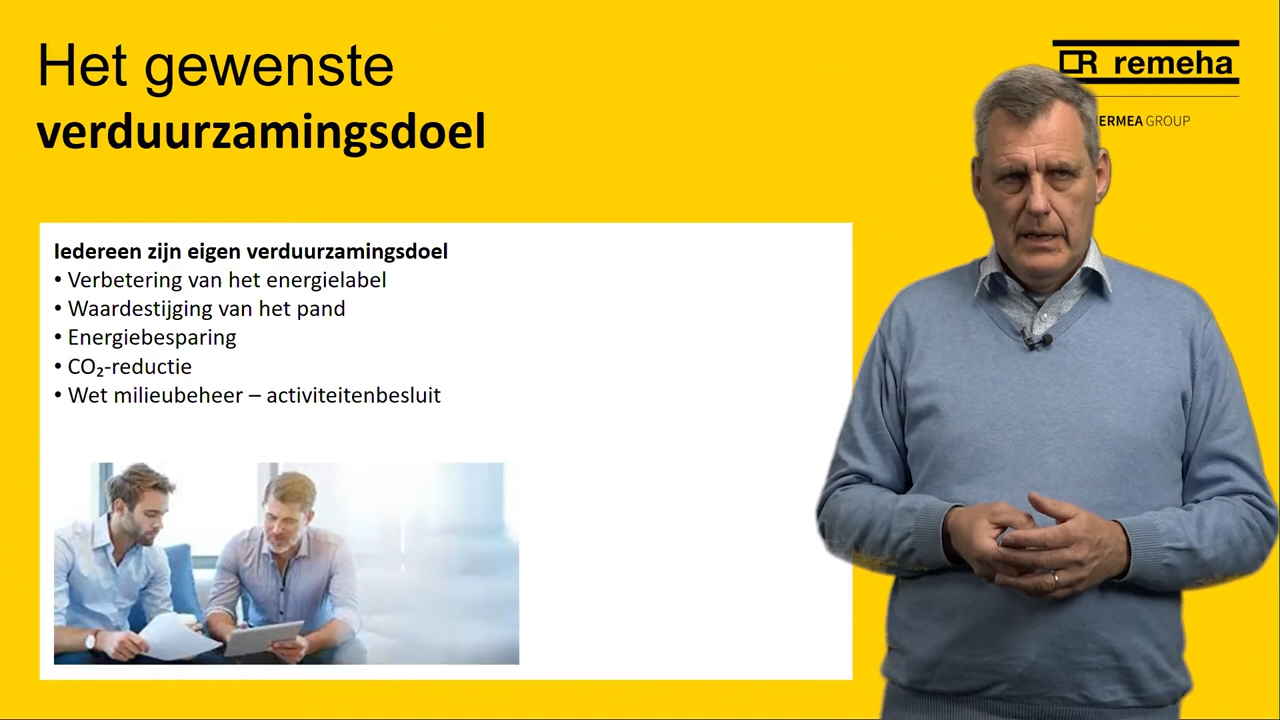 Het gewenste
verduurzamingsdoel
remeha
ERMEA GROUP
Iedereen zijn eigen verduurzamingsdoel
• Verbetering van het energielabel
• Waardestijging van het pand
• Energiebesparing
• CO₂-reductie
• Wet milieubeheer – activiteitenbesluit